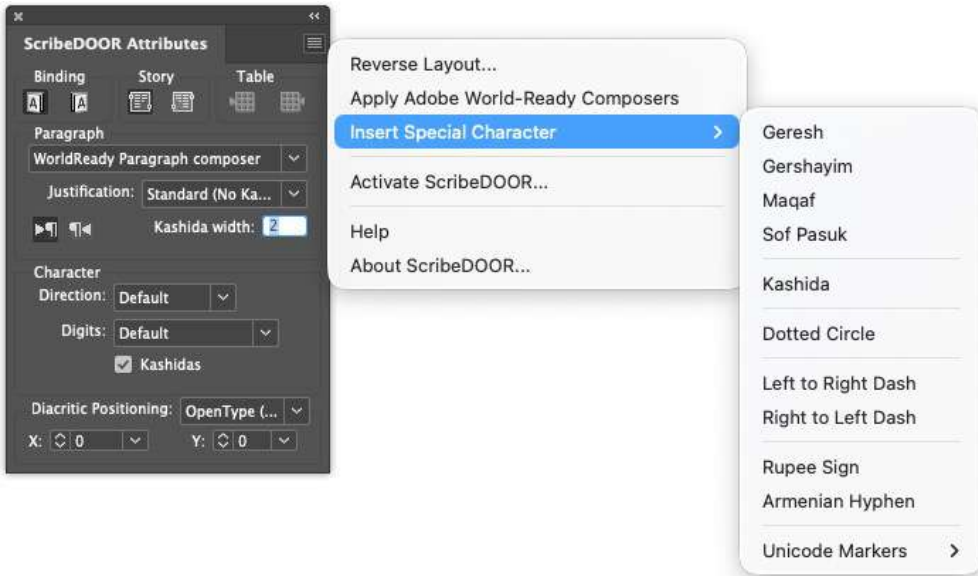 ScribeDOOR Attributes
Binding Story Table
Paragraph
WorldReady Paragraph composer
Justification: Standard (No Ka...
Kashida width: 2
Character
Direction: Default
Digits: Default
Kashidas
Diacritic Positioning: OpenType (...
X: 0 Y: 0
Reverse Layout...
Apply Adobe World-Ready Composers
Insert Special Character
Activate ScribeDOOR...
Help
About ScribeDOOR...
Geresh
Gershayim
Maqaf
Sof Pasuk
Kashida
Dotted Circle
Left to Right Dash
Right to Left Dash
Rupee Sign
Armenian Hyphen
Unicode Markers